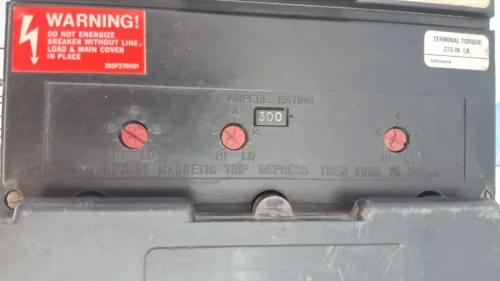 WARNING!
DO NOT ENERGIZE
BREAKER WITHOUT LINE,
LOAD & MAIN COVER
IN PLACE
TERMINAL TORQUE
275 IN. LB.
AMPERE RATING
300
HI LO
HI LO
HI LO
TO ADJUST MAGNETIC TRIP DEPRESS THEN TURN TO